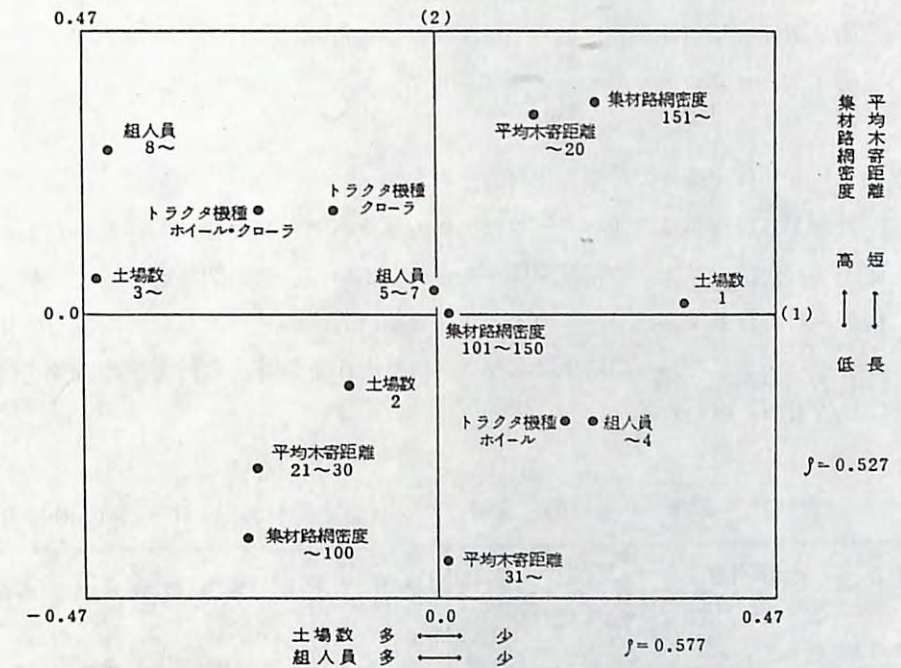 0.47
(2)
集材路網密度
151～
平均木寄距離
～20
組人員
8～
トラクタ機種
ホイール・クローラ
トラクタ機種
クローラ
土場数
3～
組人員
5～7
土場数
1
0.0
(1)
集材路網密度
101～150
土場数
2
トラクタ機種
ホイール
組人員
～4
平均木寄距離
21～30
集材路網密度
～100
平均木寄距離
31～
-0.47
0.0
0.47
土場数 多 ←→ 少
組人員 多 ←→ 少
ρ=0.577
平均木寄距離 短 ←→ 長
集材路網密度 高 ←→ 低
ρ=0.527